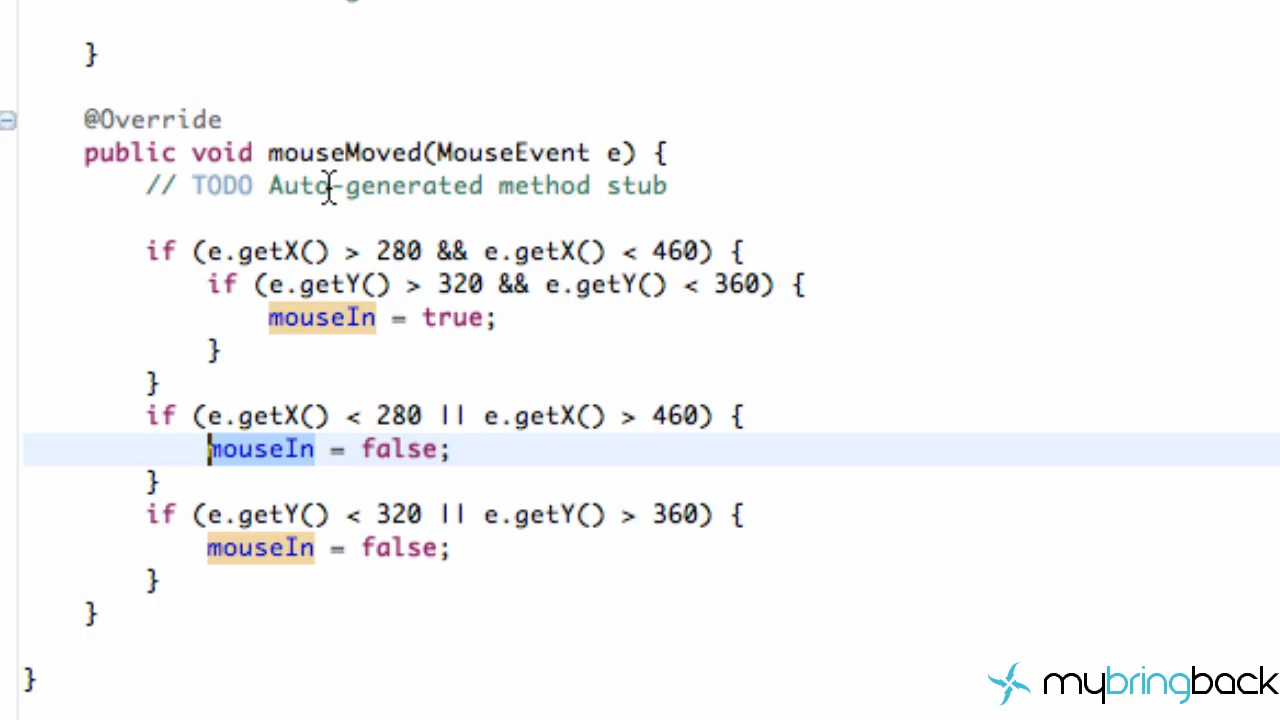 }
@Override
public void mouseMoved(MouseEvent e) {
// TODO Auto-generated method stub
if (e.getX() > 280 && e.getX() < 460) {
if (e.getY() > 320 && e.getY() < 360) {
mouseIn = true;
}
}
if (e.getX() < 280 || e.getX() > 460) {
mouseIn = false;
}
if (e.getY() < 320 || e.getY() > 360) {
mouseIn = false;
}
}
}
mybringback